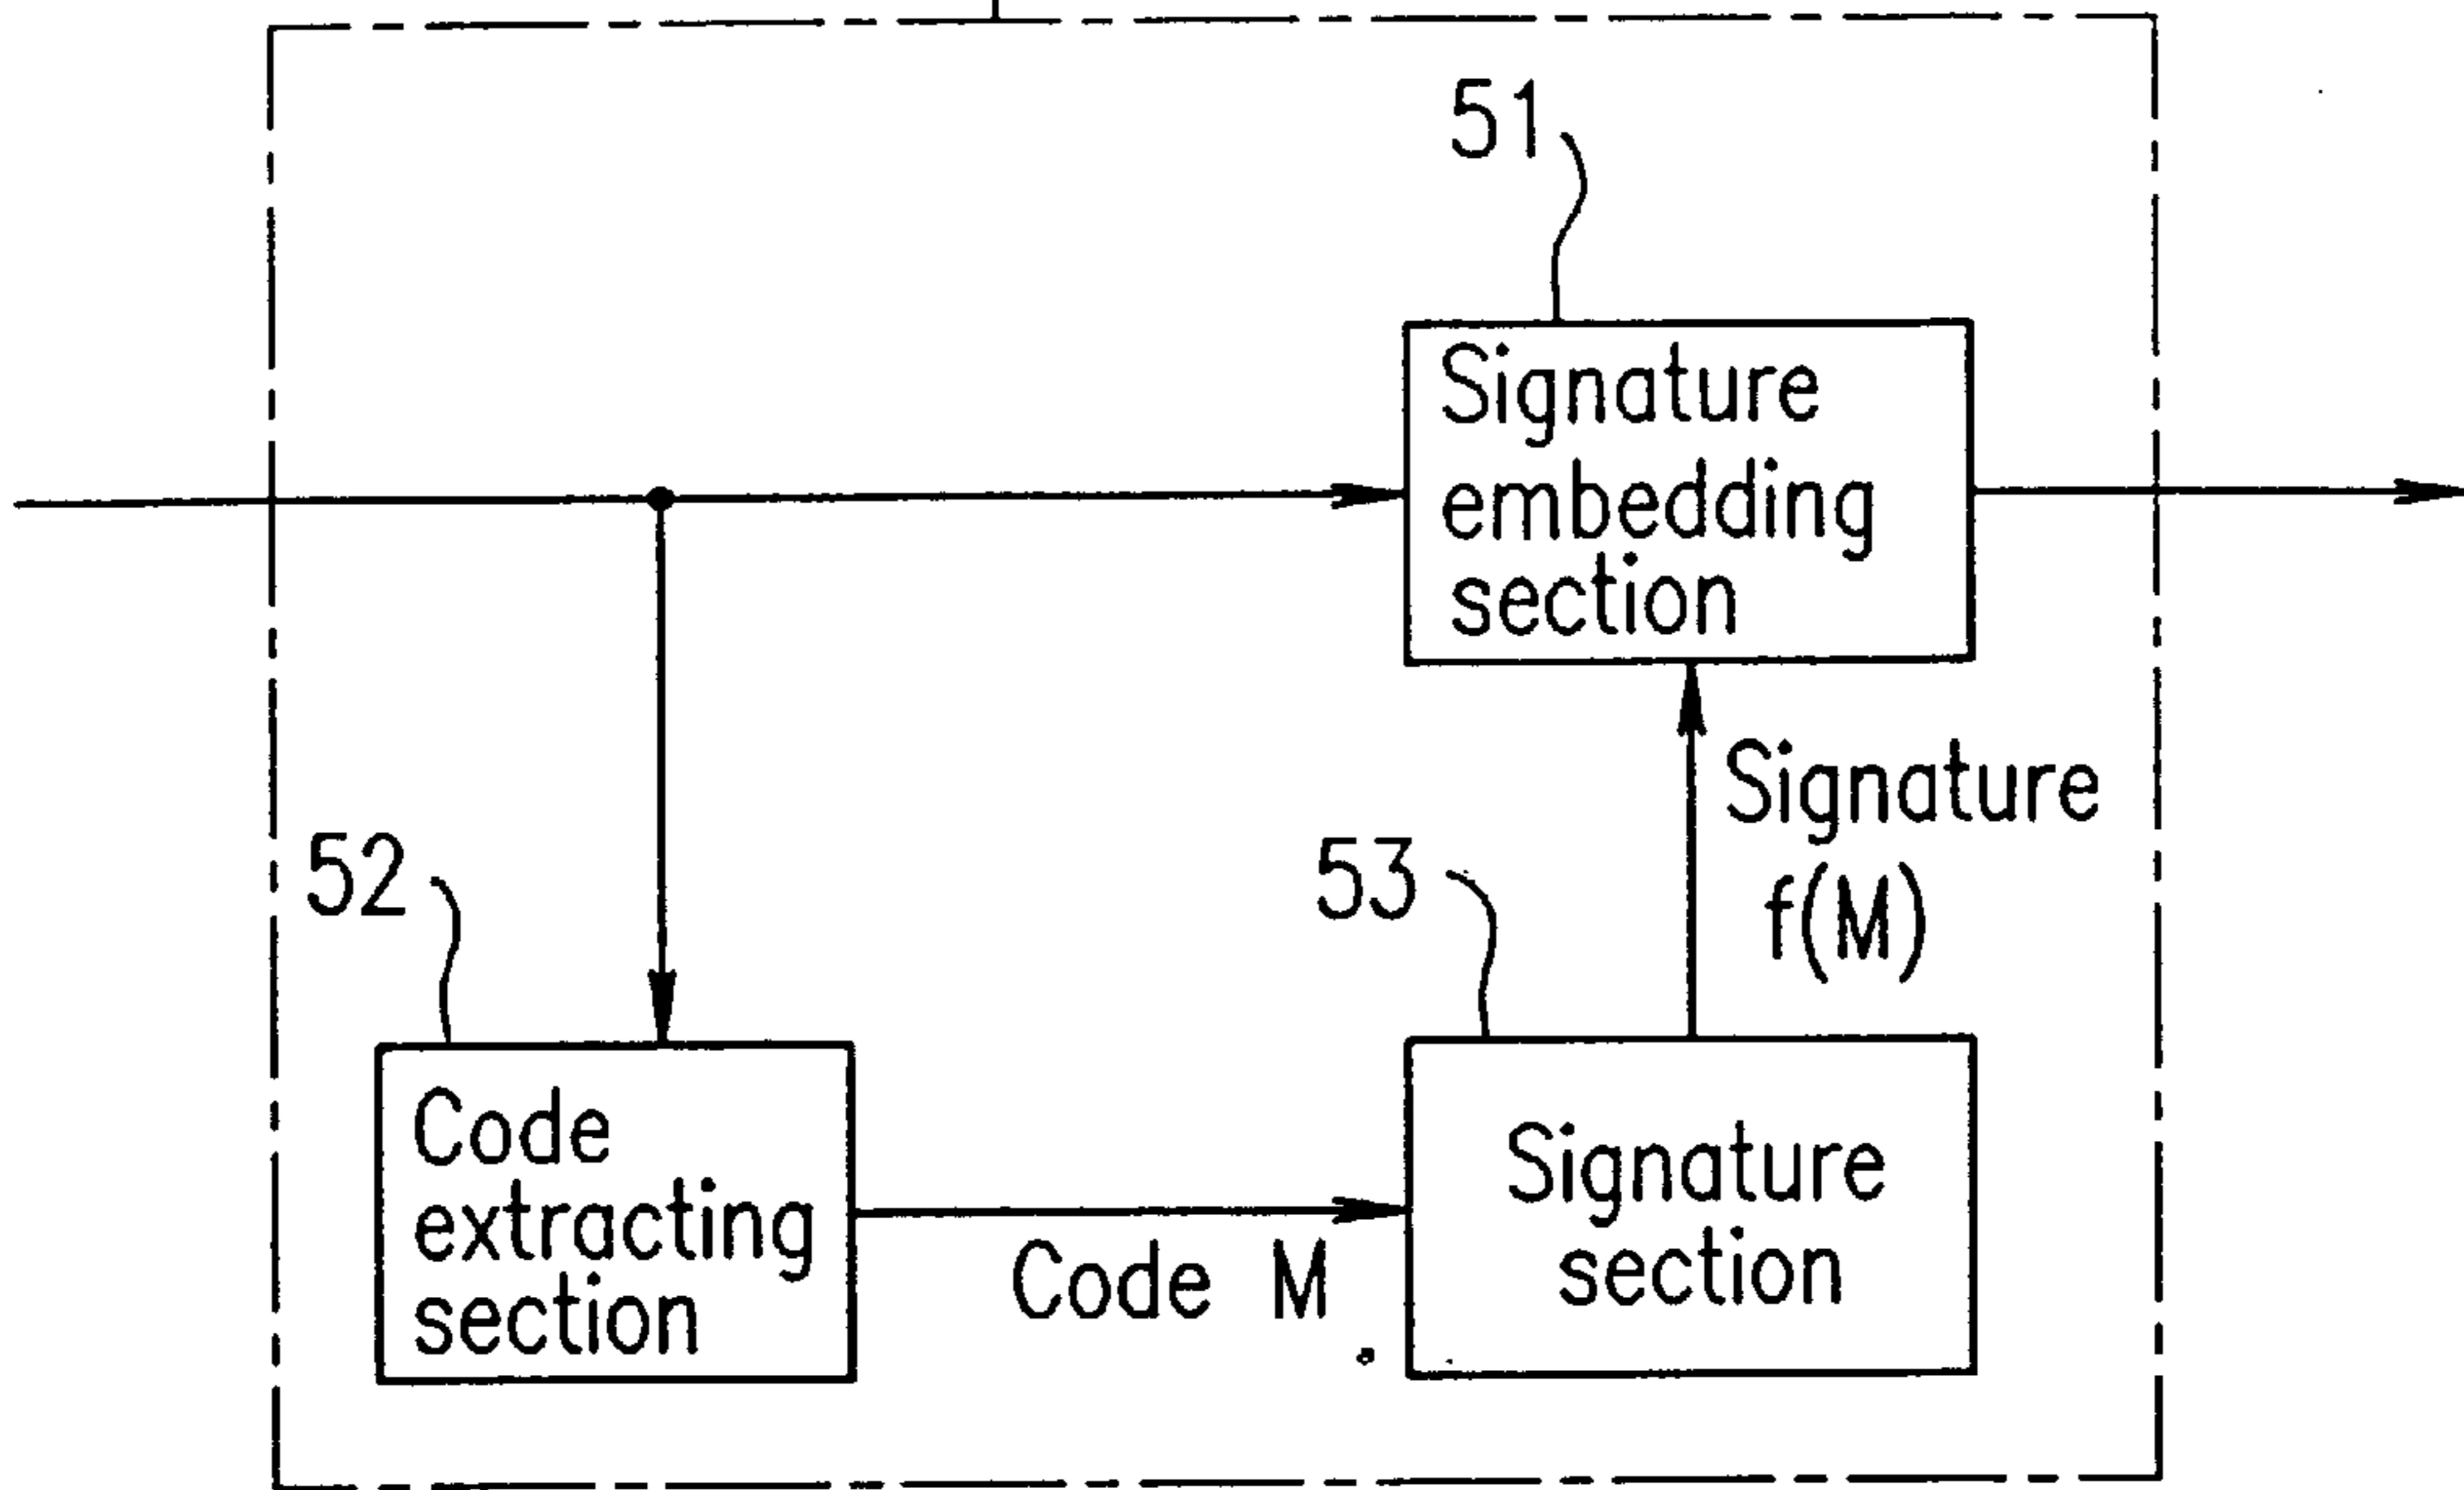 51
Signature
embedding
section
Signature
f(M)
52
53
Code
extracting
section
Code M
Signature
section